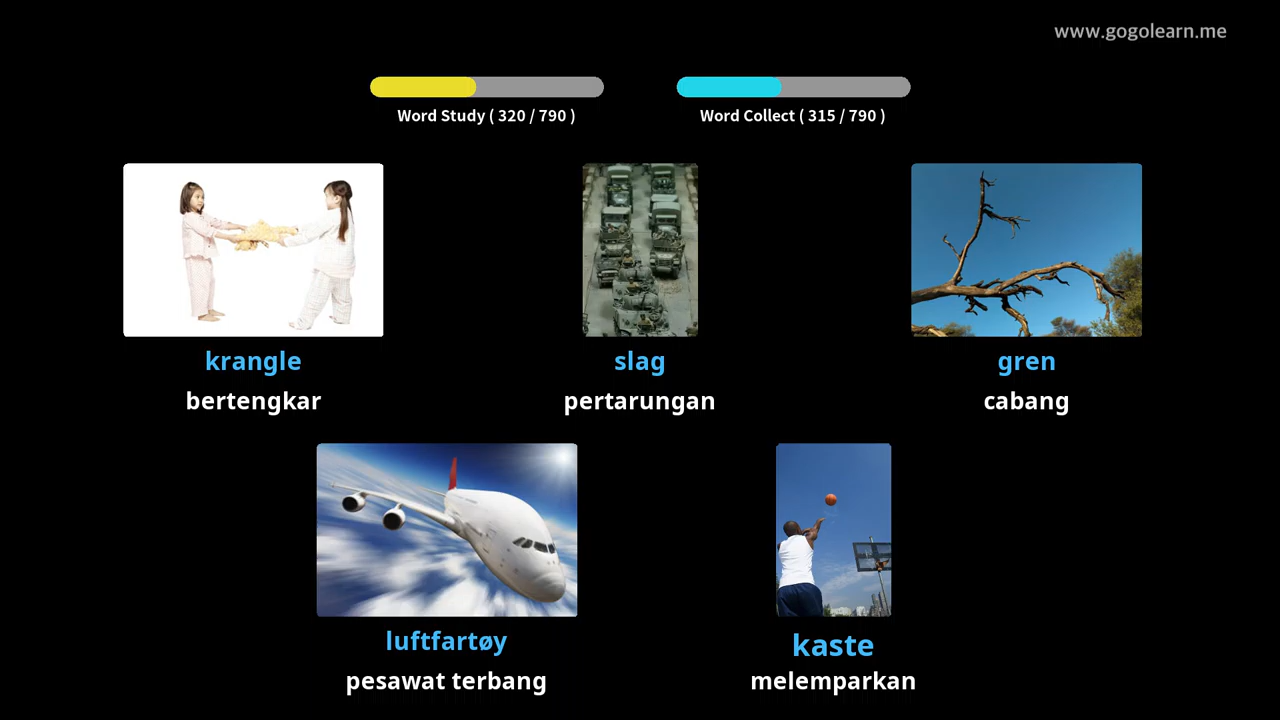 www.gogolearn.me
Word Study ( 320 / 790 )
Word Collect ( 315 / 790 )
krangle
bertengkar
slag
pertarungan
gren
cabang
luftfartøy
pesawat terbang
kaste
melemparkan